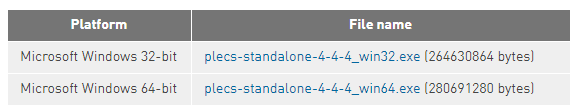 Platform File name
Microsoft Windows 32-bit plecs-standalone-4-4-4_win32.exe (264630864 bytes)
Microsoft Windows 64-bit plecs-standalone-4-4-4_win64.exe (280691280 bytes)